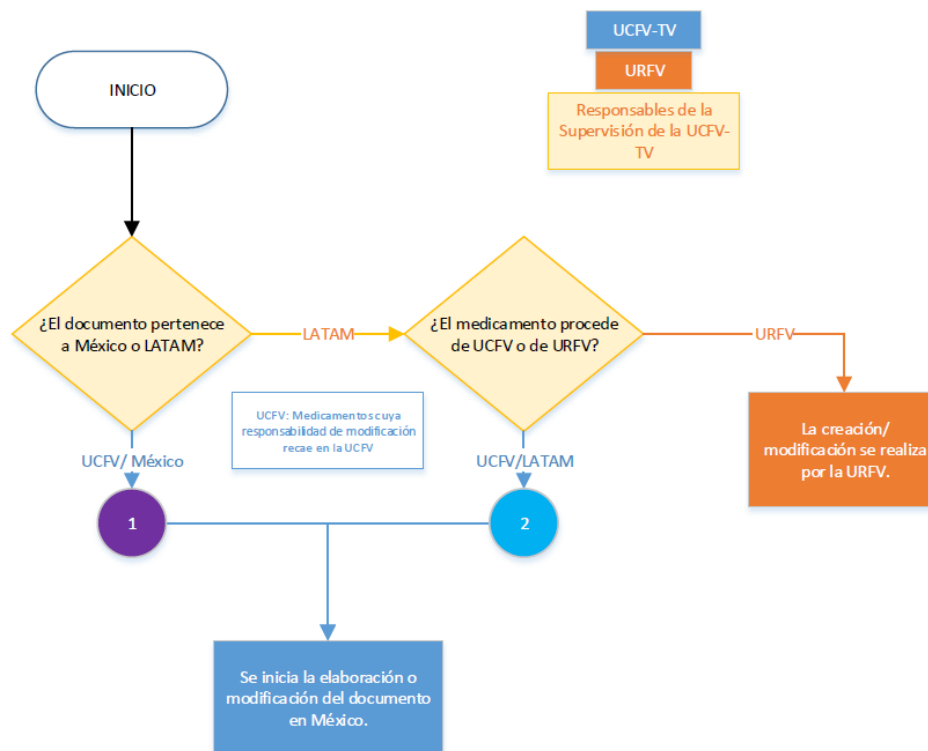 UCFV-TV
URFV
Responsables de la
Supervisión de la UCFV-
TV
INICIO
¿El documento pertenece
a México o LATAM?
LATAM
¿El medicamento procede
de UCFV o de URFV?
URFV
UCFV: Medicamentos cuya
responsabilidad de modificación
recae en la UCFV
La creación/
modificación se realiza
por la URFV.
UCFV/ México
UCFV/LATAM
1
2
Se inicia la elaboración o
modificación del documento
en México.